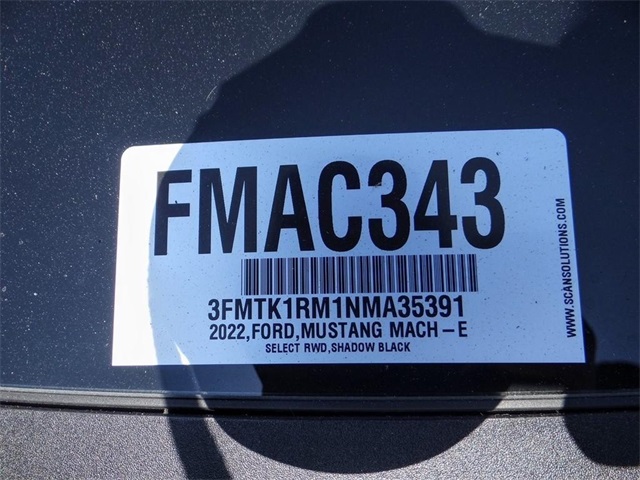 FMAC343
3FMTK1RM1NMA35391
2022,FORD,MUSTANG MACH-E
SELECT RWD,SHADOW BLACK
WWW.SCANSOLUTIONS.COM